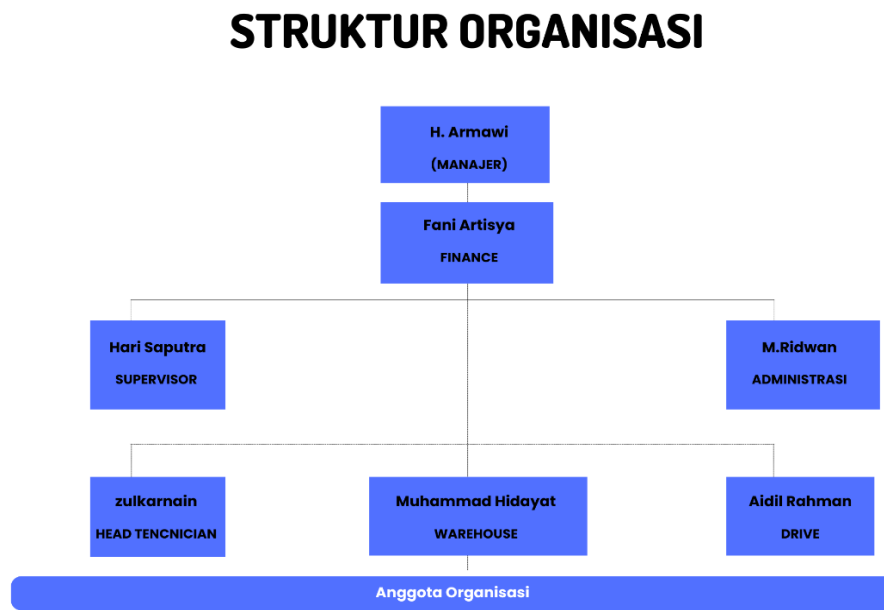 STRUKTUR ORGANISASI
H. Armawi
(MANAJER)
Fani Artisya
FINANCE
Hari Saputra
SUPERVISOR
M.Ridwan
ADMINISTRASI
zulkarnain
HEAD TENCNICIAN
Muhammad Hidayat
WAREHOUSE
Aidil Rahman
DRIVE
Anggota Organisasi